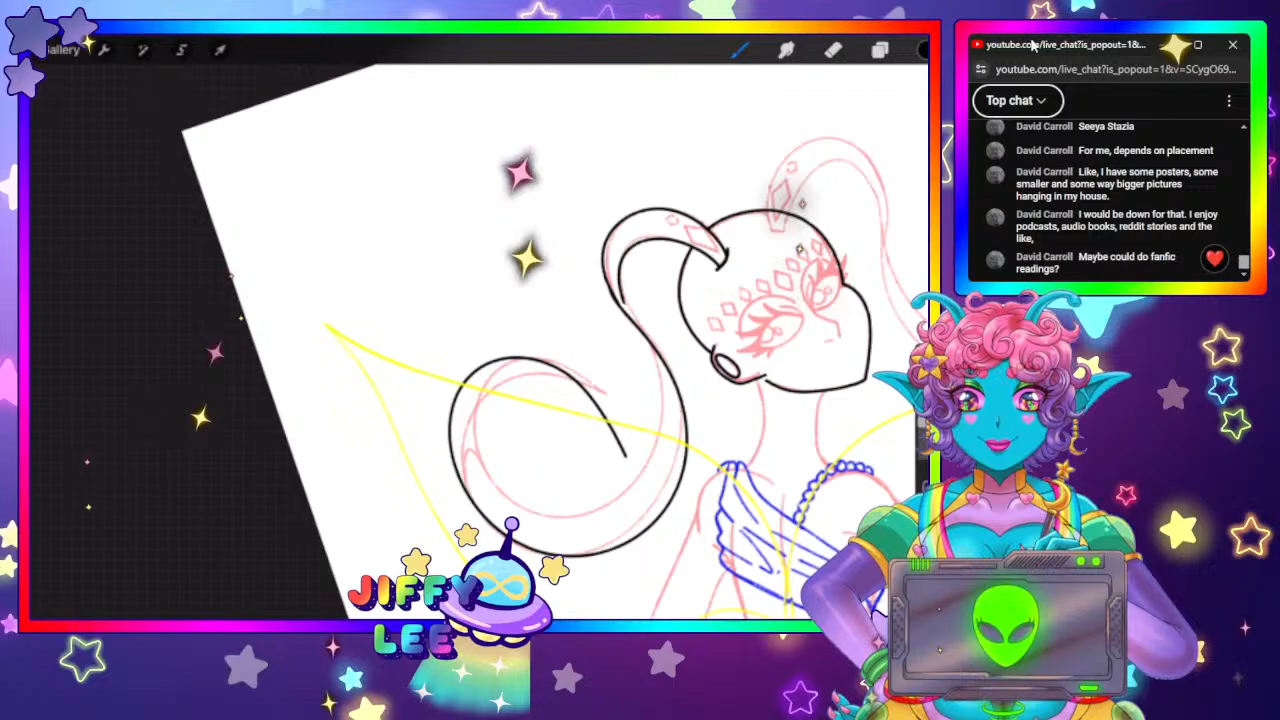 Gallery
youtube.com/live_chat?is_popout=1&...
youtube.com/live_chat?is_popout=1&v=SCygO69...
Top chat
David Carroll Seeya Stazia
David Carroll For me, depends on placement
David Carroll Like, I have some posters, some
smaller and some way bigger pictures
hanging in my house.
David Carroll I would be down for that. I enjoy
podcasts, audio books, reddit stories and the
like,
David Carroll Maybe could do fanfic
readings?
JIFFY
LEE